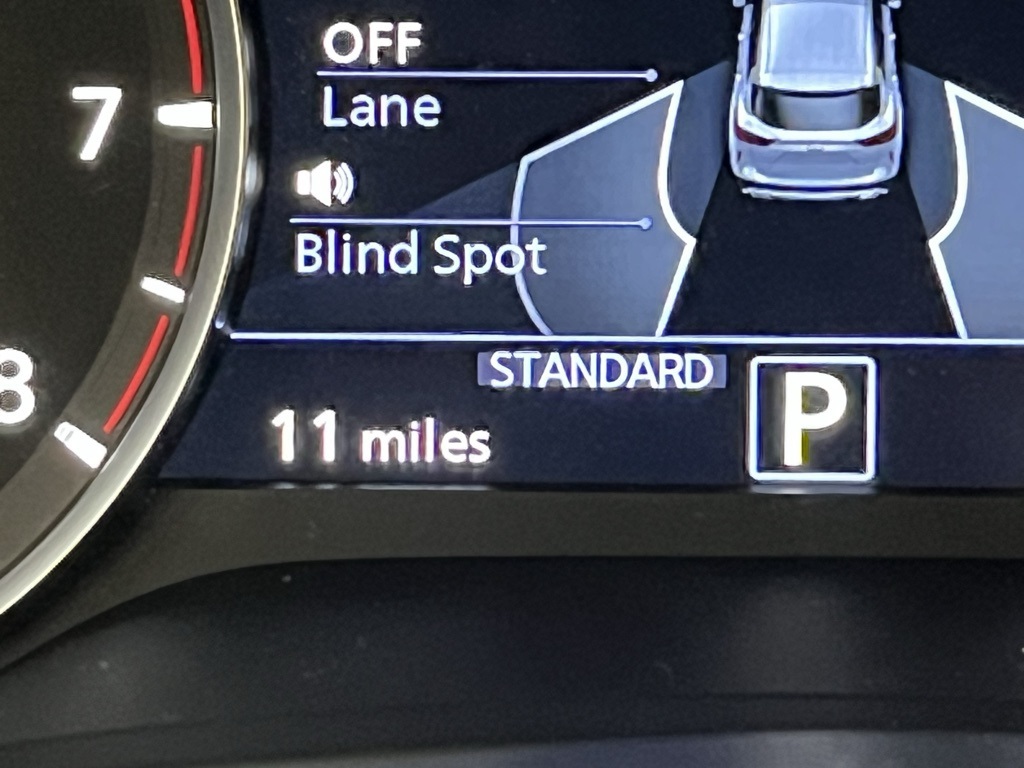 OFF
Lane
7
Blind Spot
8
STANDARD
P
11 miles